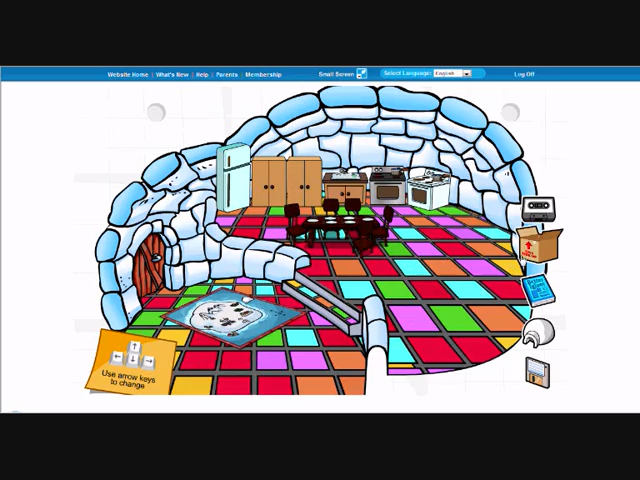 Website Home | What's New | Help | Parents | Membership
Small Screen
Select Language: English
Log Off
Use arrow keys
to change